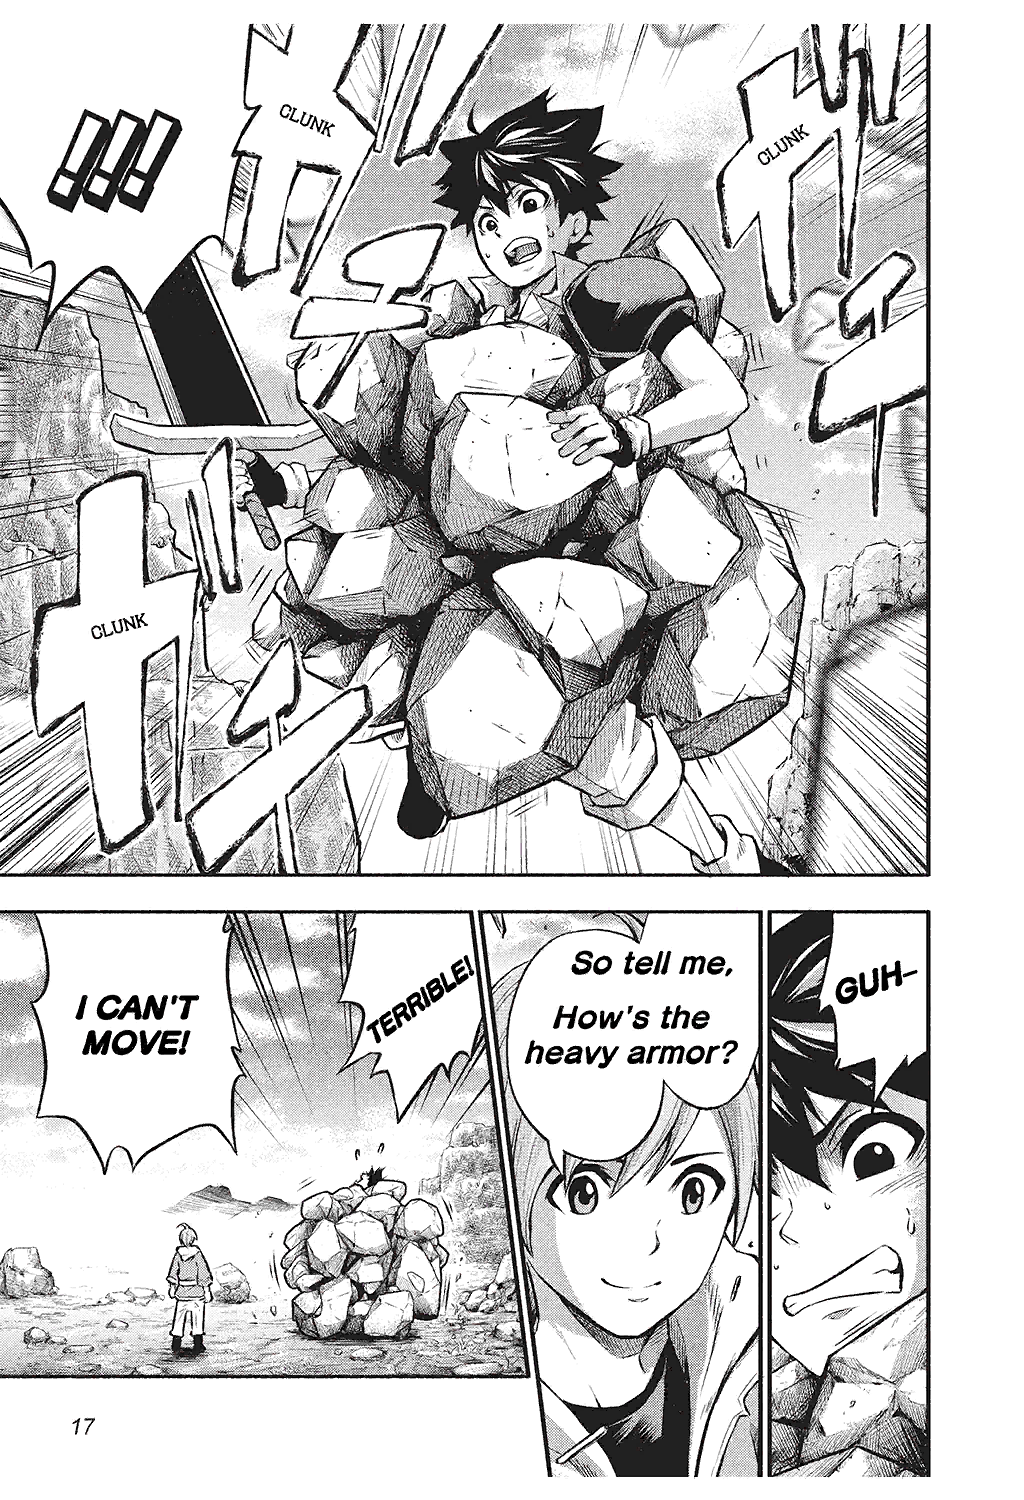 CLUNK
CLUNK
!!!
CLUNK
GUH-
So tell me,
How's the
heavy armor?
TERRIBLE!
I CAN'T
MOVE!
17